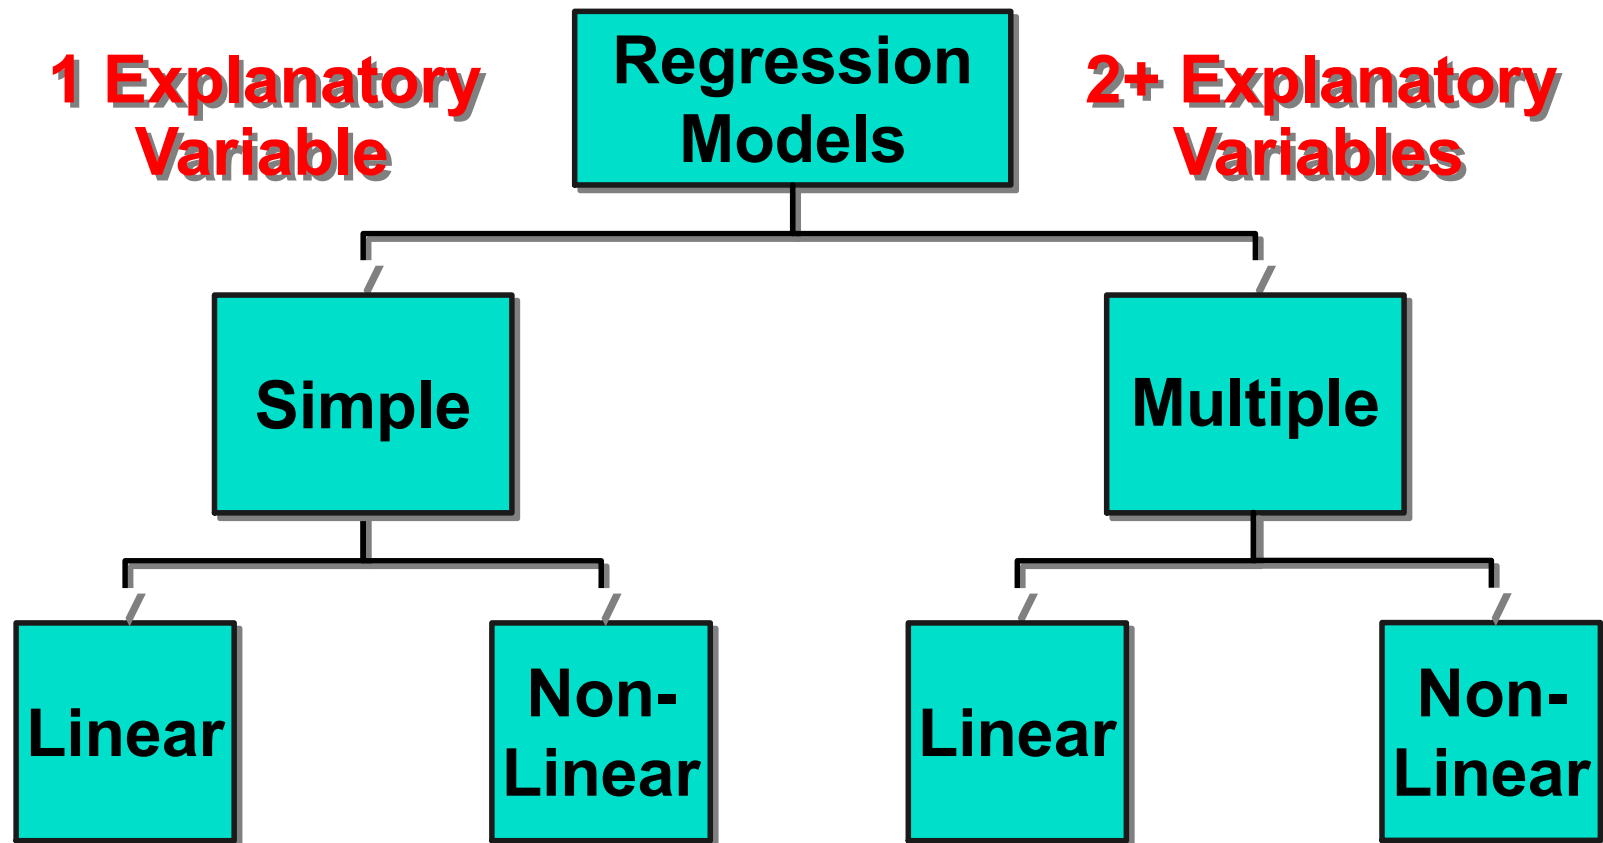 1 Explanatory
Variable
Regression
Models
2+ Explanatory
Variables
Simple
Multiple
Linear
Non-
Linear
Linear
Non-
Linear